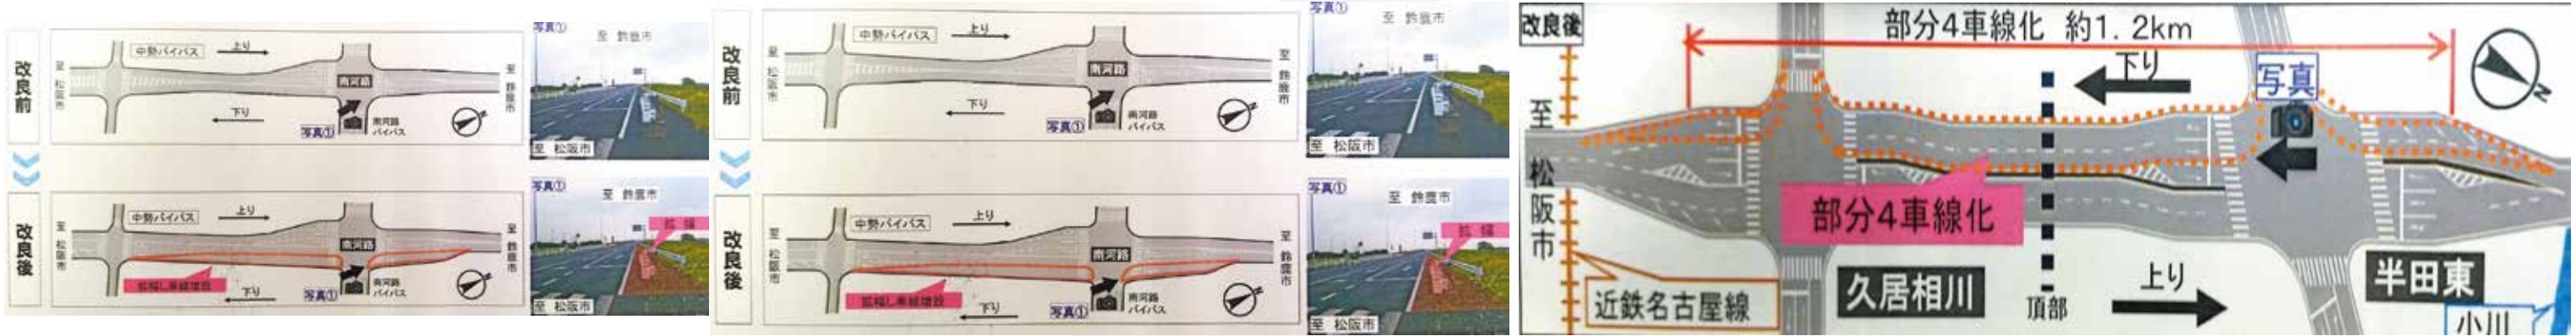 改良前
中勢バイパス
上り
至 松阪市
至 鈴鹿市
南河路
下り
写真①
南河路
バイパス
N
写真①
至 鈴鹿市
至 松阪市
改良後
中勢バイパス
上り
至 松阪市
至 鈴鹿市
南河路
拡幅し車線増設
下り
写真①
南河路
バイパス
N
写真①
至 鈴鹿市
拡幅
至 松阪市
改良前
中勢バイパス
上り
至 松阪市
至 鈴鹿市
南河路
下り
写真①
南河路
バイパス
N
写真①
至 鈴鹿市
至 松阪市
改良後
中勢バイパス
上り
至 松阪市
至 鈴鹿市
南河路
拡幅し車線増設
下り
写真①
南河路
バイパス
N
写真①
至 鈴鹿市
拡幅
至 松阪市
改良後
部分4車線化 約1.2km
下り
写真
N
至 松阪市
部分4車線化
近鉄名古屋線
久居相川
頂部
上り
半田東
小川